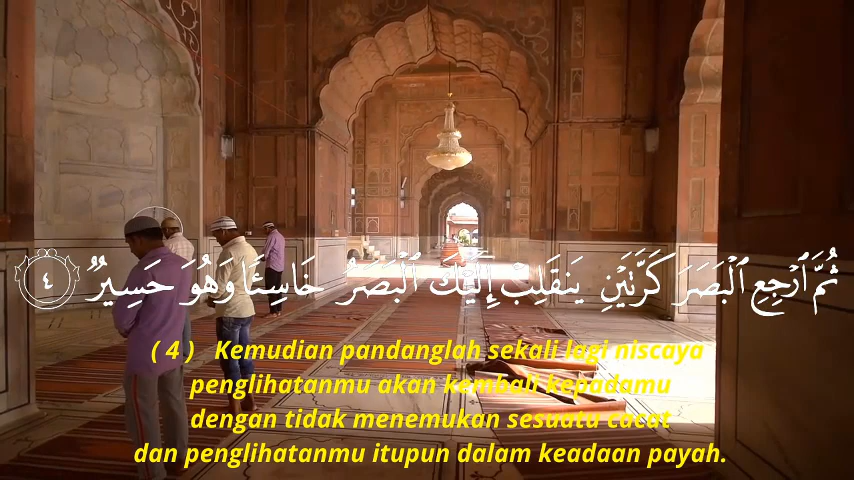 ثُمَّ ٱرْجِعِ ٱلْبَصَرَ كَرَّتَيْنِ يَنقَلِبْ إِلَيْكَ ٱلْبَصَرُ خَاسِئًا وَهُوَ حَسِيرٌ ٤
( 4 ) Kemudian pandanglah sekali lagi niscaya
penglihatanmu akan kembali kepadamu
dengan tidak menemukan sesuatu cacat
dan penglihatanmu itupun dalam keadaan payah.